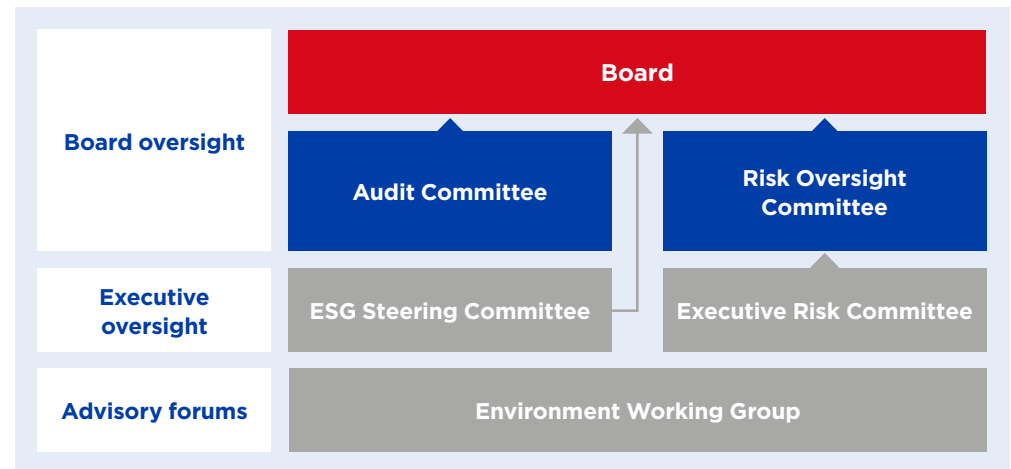 Board oversight
Board
Audit Committee
Risk Oversight
Committee
Executive
oversight
ESG Steering Committee
Executive Risk Committee
Advisory forums
Environment Working Group